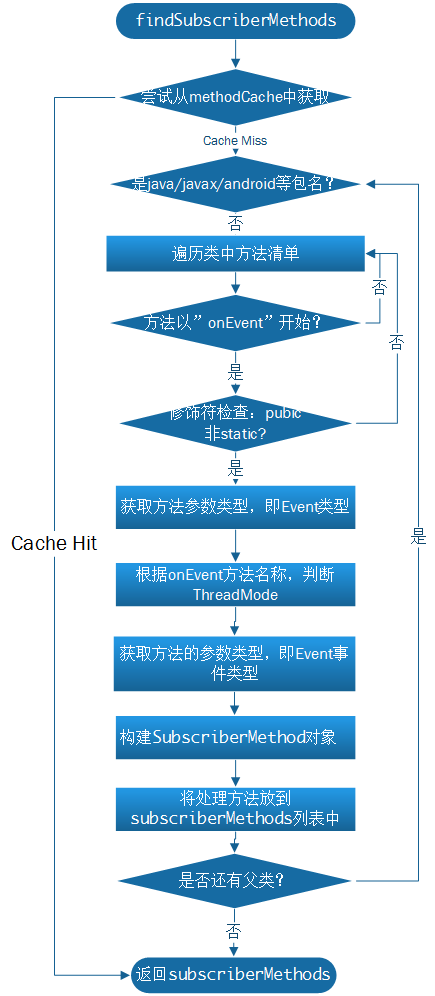 findSubscriberMethods
尝试从methodCache中获取
Cache Miss
是java/javax/android等包名?
否
遍历类中方法清单
否
方法以”onEvent”开始?
否
是
修饰符检查：pubic
非static?
是
获取方法参数类型，即Event类型
是
Cache Hit
根据onEvent方法名称，判断
ThreadMode
获取方法的参数类型，即Event事
件类型
构建SubscriberMethod对象
将处理方法放到
subscriberMethods列表中
是否还有父类?
否
返回subscriberMethods